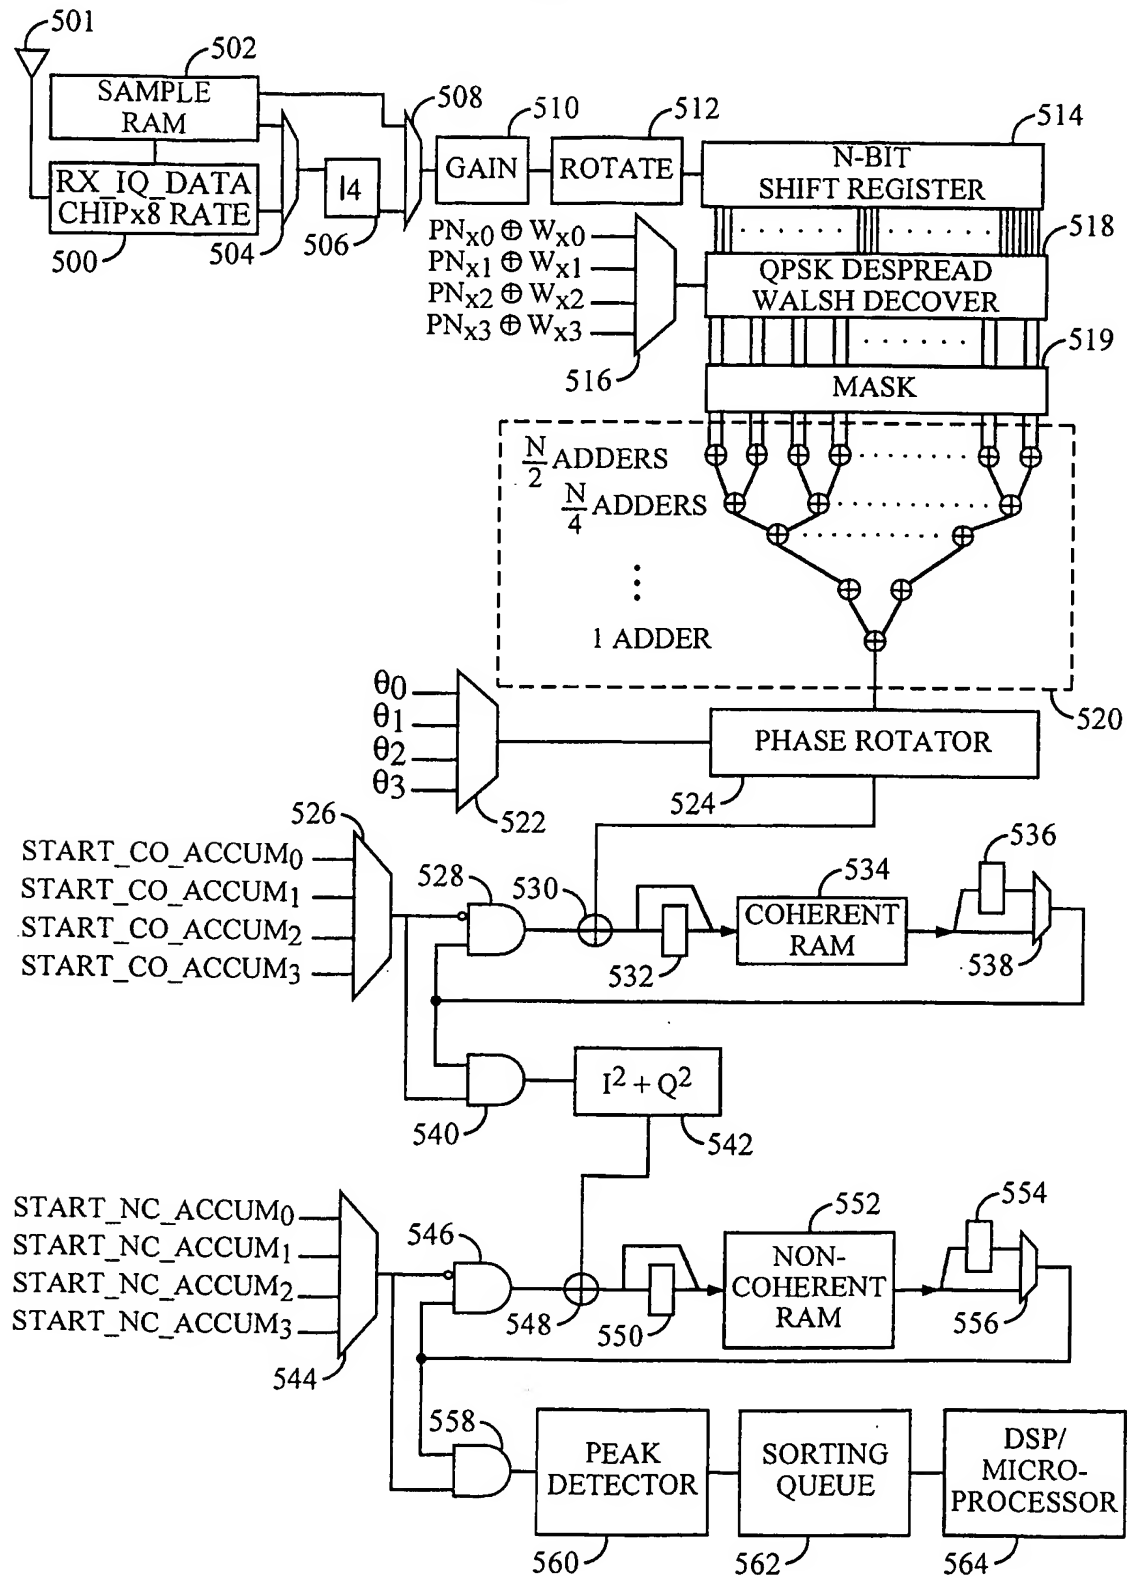 501
502
SAMPLE
RAM
508
510
512
514
GAIN
ROTATE
N-BIT
SHIFT REGISTER
RX_IQ_DATA
CHIPx8 RATE
I4
500
504
506
PNx0 ⊕ Wx0
PNx1 ⊕ Wx1
PNx2 ⊕ Wx2
PNx3 ⊕ Wx3
516
518
QPSK DESPREAD
WALSH DECOVER
519
MASK
N/2 ADDERS
N/4 ADDERS
1 ADDER
520
θ0
θ1
θ2
θ3
522
PHASE ROTATOR
524
526
START_CO_ACCUM0
START_CO_ACCUM1
START_CO_ACCUM2
START_CO_ACCUM3
528
530
532
534
COHERENT
RAM
536
538
540
I² + Q²
542
START_NC_ACCUM0
START_NC_ACCUM1
START_NC_ACCUM2
START_NC_ACCUM3
544
546
548
550
552
NON-
COHERENT
RAM
554
556
558
PEAK
DETECTOR
560
SORTING
QUEUE
562
DSP/
MICRO-
PROCESSOR
564